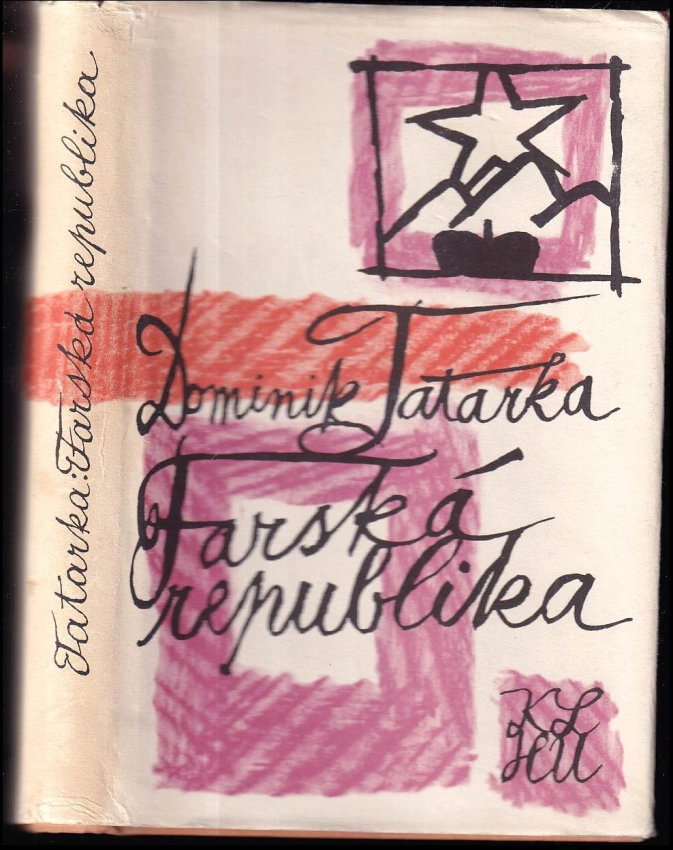 Tatarka: Farská republika
Dominik Tatarka
Farská
republika
KL
HU